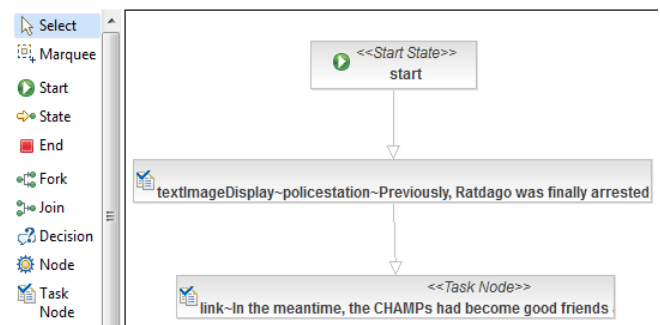 Select
Marquee
Start
State
End
Fork
Join
Decision
Node
Task
Node
<<Start State>>
start
textImageDisplay~policestation~Previously, Ratdago was finally arrested
<<Task Node>>
link~In the meantime, the CHAMPs had become good friends